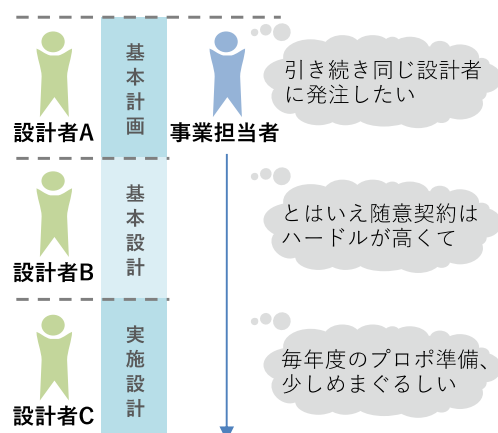 基本計画
設計者A
事業担当者
引き続き同じ設計者
に発注したい
基本設計
設計者B
とはいえ随意契約は
ハードルが高くて
実施設計
設計者C
毎年度のプロポ準備、
少しめまぐるしい